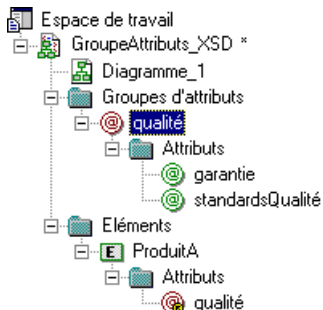 Espace de travail
GroupeAttributs_XSD *
Diagramme_1
Groupes d'attributs
qualité
Attributs
garantie
standardsQualité
Eléments
E ProduitA
Attributs
qualité